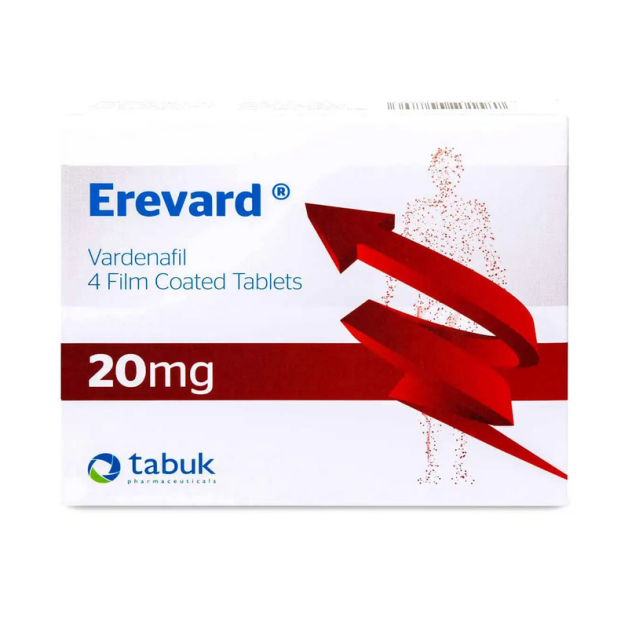 Erevard ®
Vardenafil
4 Film Coated Tablets
20mg
tabuk
pharmaceuticals